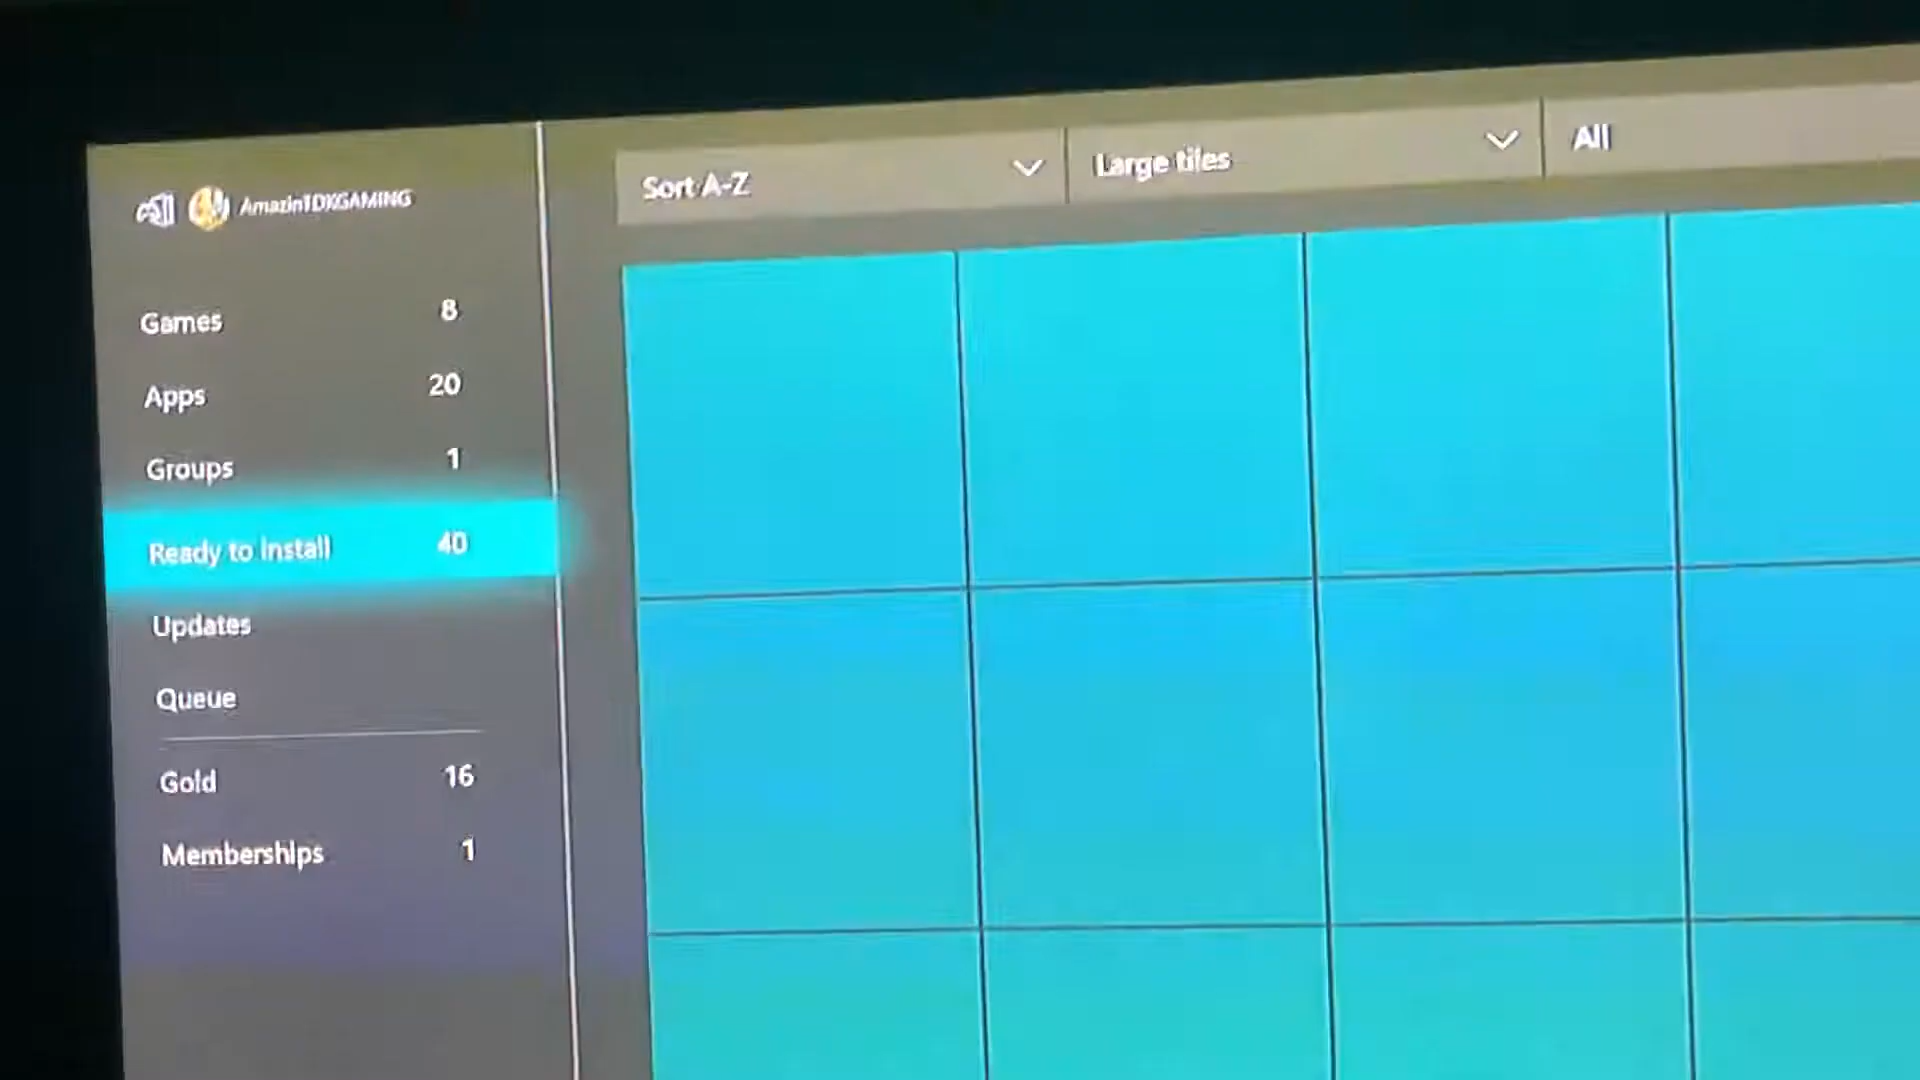 AmazinTDXGAMING
Sort A-Z
Large tiles
All
Games 8
Apps 20
Groups 1
Ready to install 40
Updates
Queue
Gold 16
Memberships 1